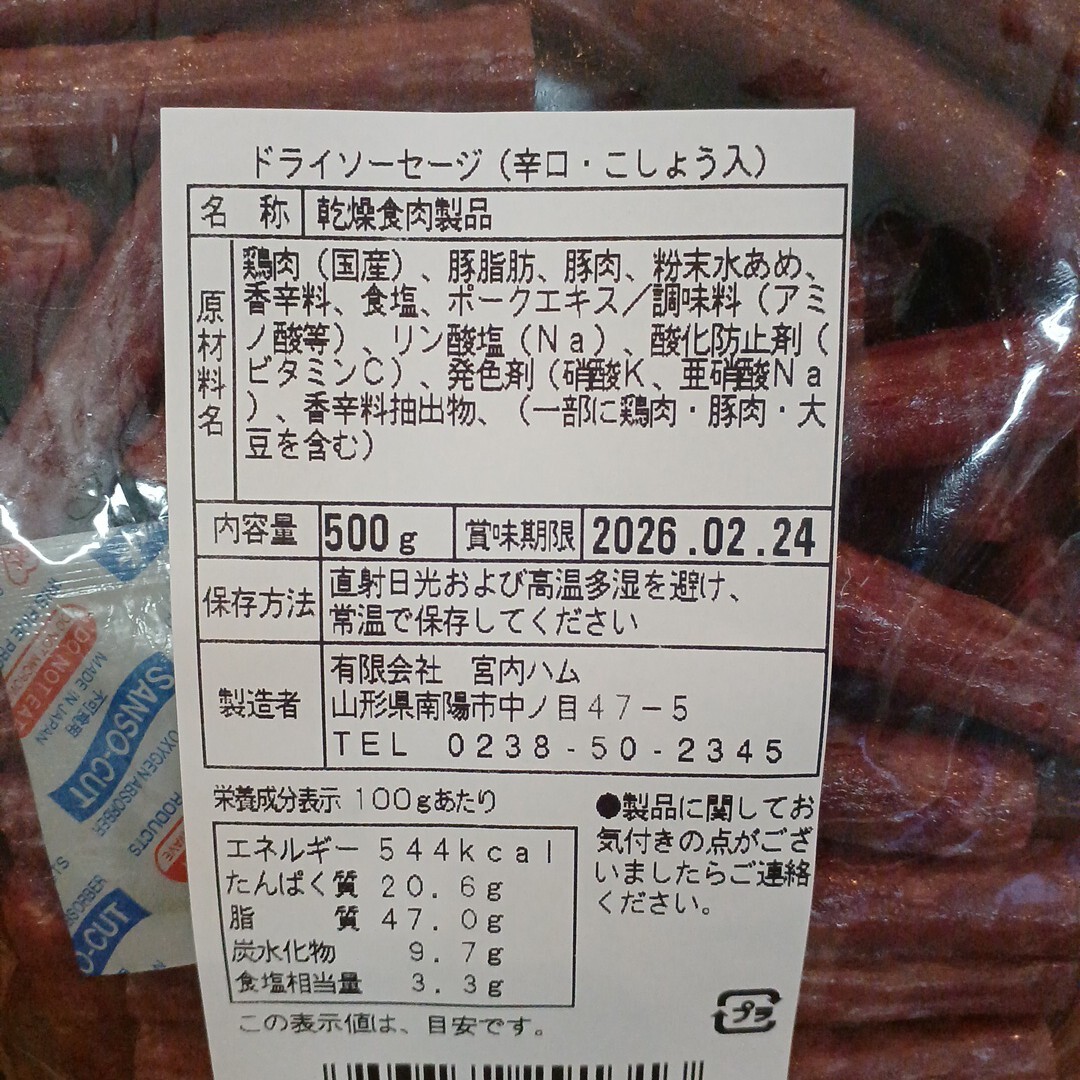 ドライソーセージ（辛口・こしょう入）
名 称 乾燥食肉製品
原材料名
鶏肉（国産）、豚脂肪、豚肉、粉末水あめ、
香辛料、食塩、ポークエキス／調味料（アミ
ノ酸等）、リン酸塩（Na）、酸化防止剤（
ビタミンC）、発色剤（硝酸K、亜硝酸Na
）、香辛料抽出物、（一部に鶏肉・豚肉・大
豆を含む）
内容量 500g 賞味期限 2026.02.24
保存方法
直射日光および高温多湿を避け、
常温で保存してください
製造者
有限会社 宮内ハム
山形県南陽市中ノ目47－5
TEL 0238-50-2345
栄養成分表示 100gあたり
エネルギー 544kcal
たんぱく質 20.6g
脂 質 47.0g
炭水化物 9.7g
食塩相当量 3.3g
この表示値は、目安です。
●製品に関してお
気付きの点がござ
いましたらご連絡
ください。
プラ
DO NOT EAT
MADE IN JAPAN
不可食用
SANSO-CUT
OXYGEN ABSORBER
PRODUCTS
O-CUT